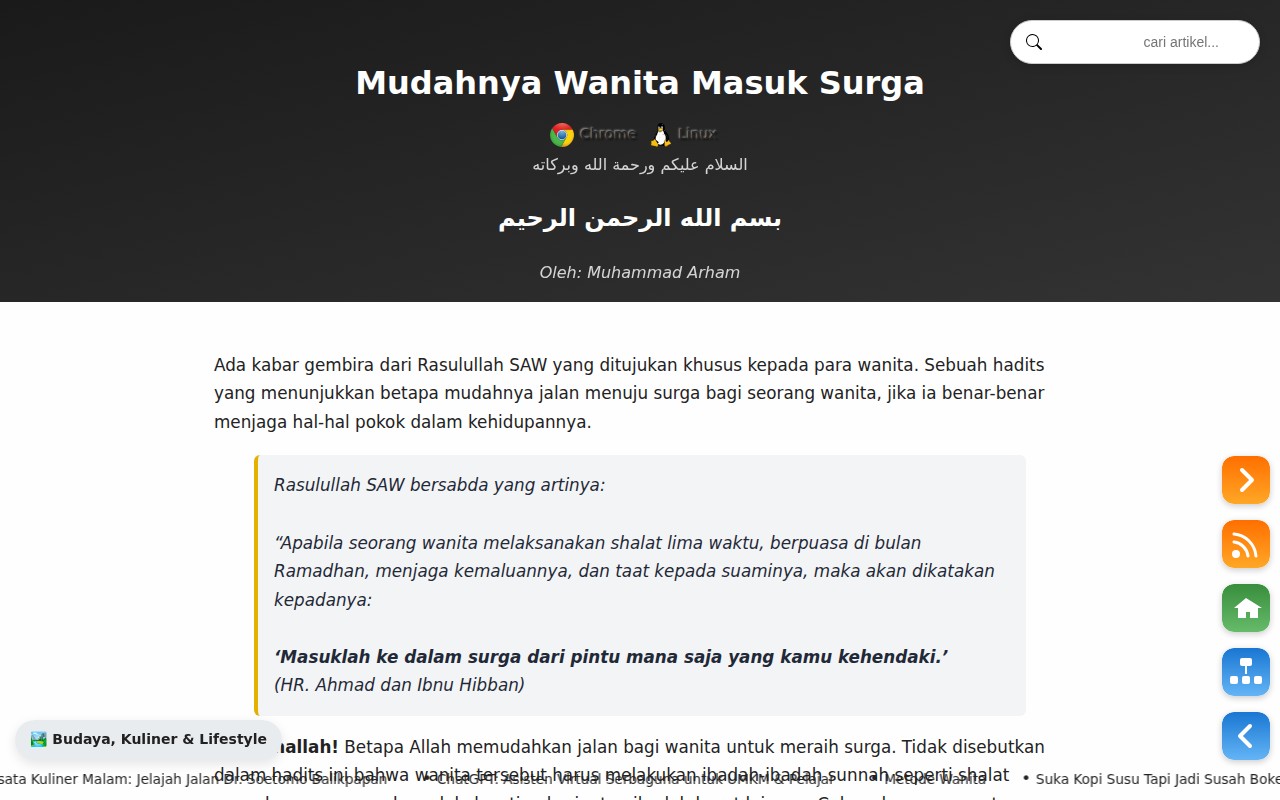 cari artikel...
Mudahnya Wanita Masuk Surga
Chrome Linux
السلام عليكم ورحمة الله وبركاته
بسم الله الرحمن الرحيم
Oleh: Muhammad Arham
Ada kabar gembira dari Rasulullah SAW yang ditujukan khusus kepada para wanita. Sebuah hadits
yang menunjukkan betapa mudahnya jalan menuju surga bagi seorang wanita, jika ia benar-benar
menjaga hal-hal pokok dalam kehidupannya.
Rasulullah SAW bersabda yang artinya:
“Apabila seorang wanita melaksanakan shalat lima waktu, berpuasa di bulan
Ramadhan, menjaga kemaluannya, dan taat kepada suaminya, maka akan dikatakan
kepadanya:
‘Masuklah ke dalam surga dari pintu mana saja yang kamu kehendaki.’
(HR. Ahmad dan Ibnu Hibban)
Budaya, Kuliner & Lifestyle
Betapa Allah memudahkan jalan bagi wanita untuk meraih surga. Tidak disebutkan
dalam hadits ini bahwa wanita tersebut harus melakukan ibadah-ibadah sunnah seperti shalat
Kuliner Malam: Jelajah Jalan Dr. Soetomo Balikpapan • ChatGPT: Asisten Virtual Serbaguna untuk UMKM & Pelajar • Metode Wanita • Suka Kopi Susu Tapi Jadi Susah